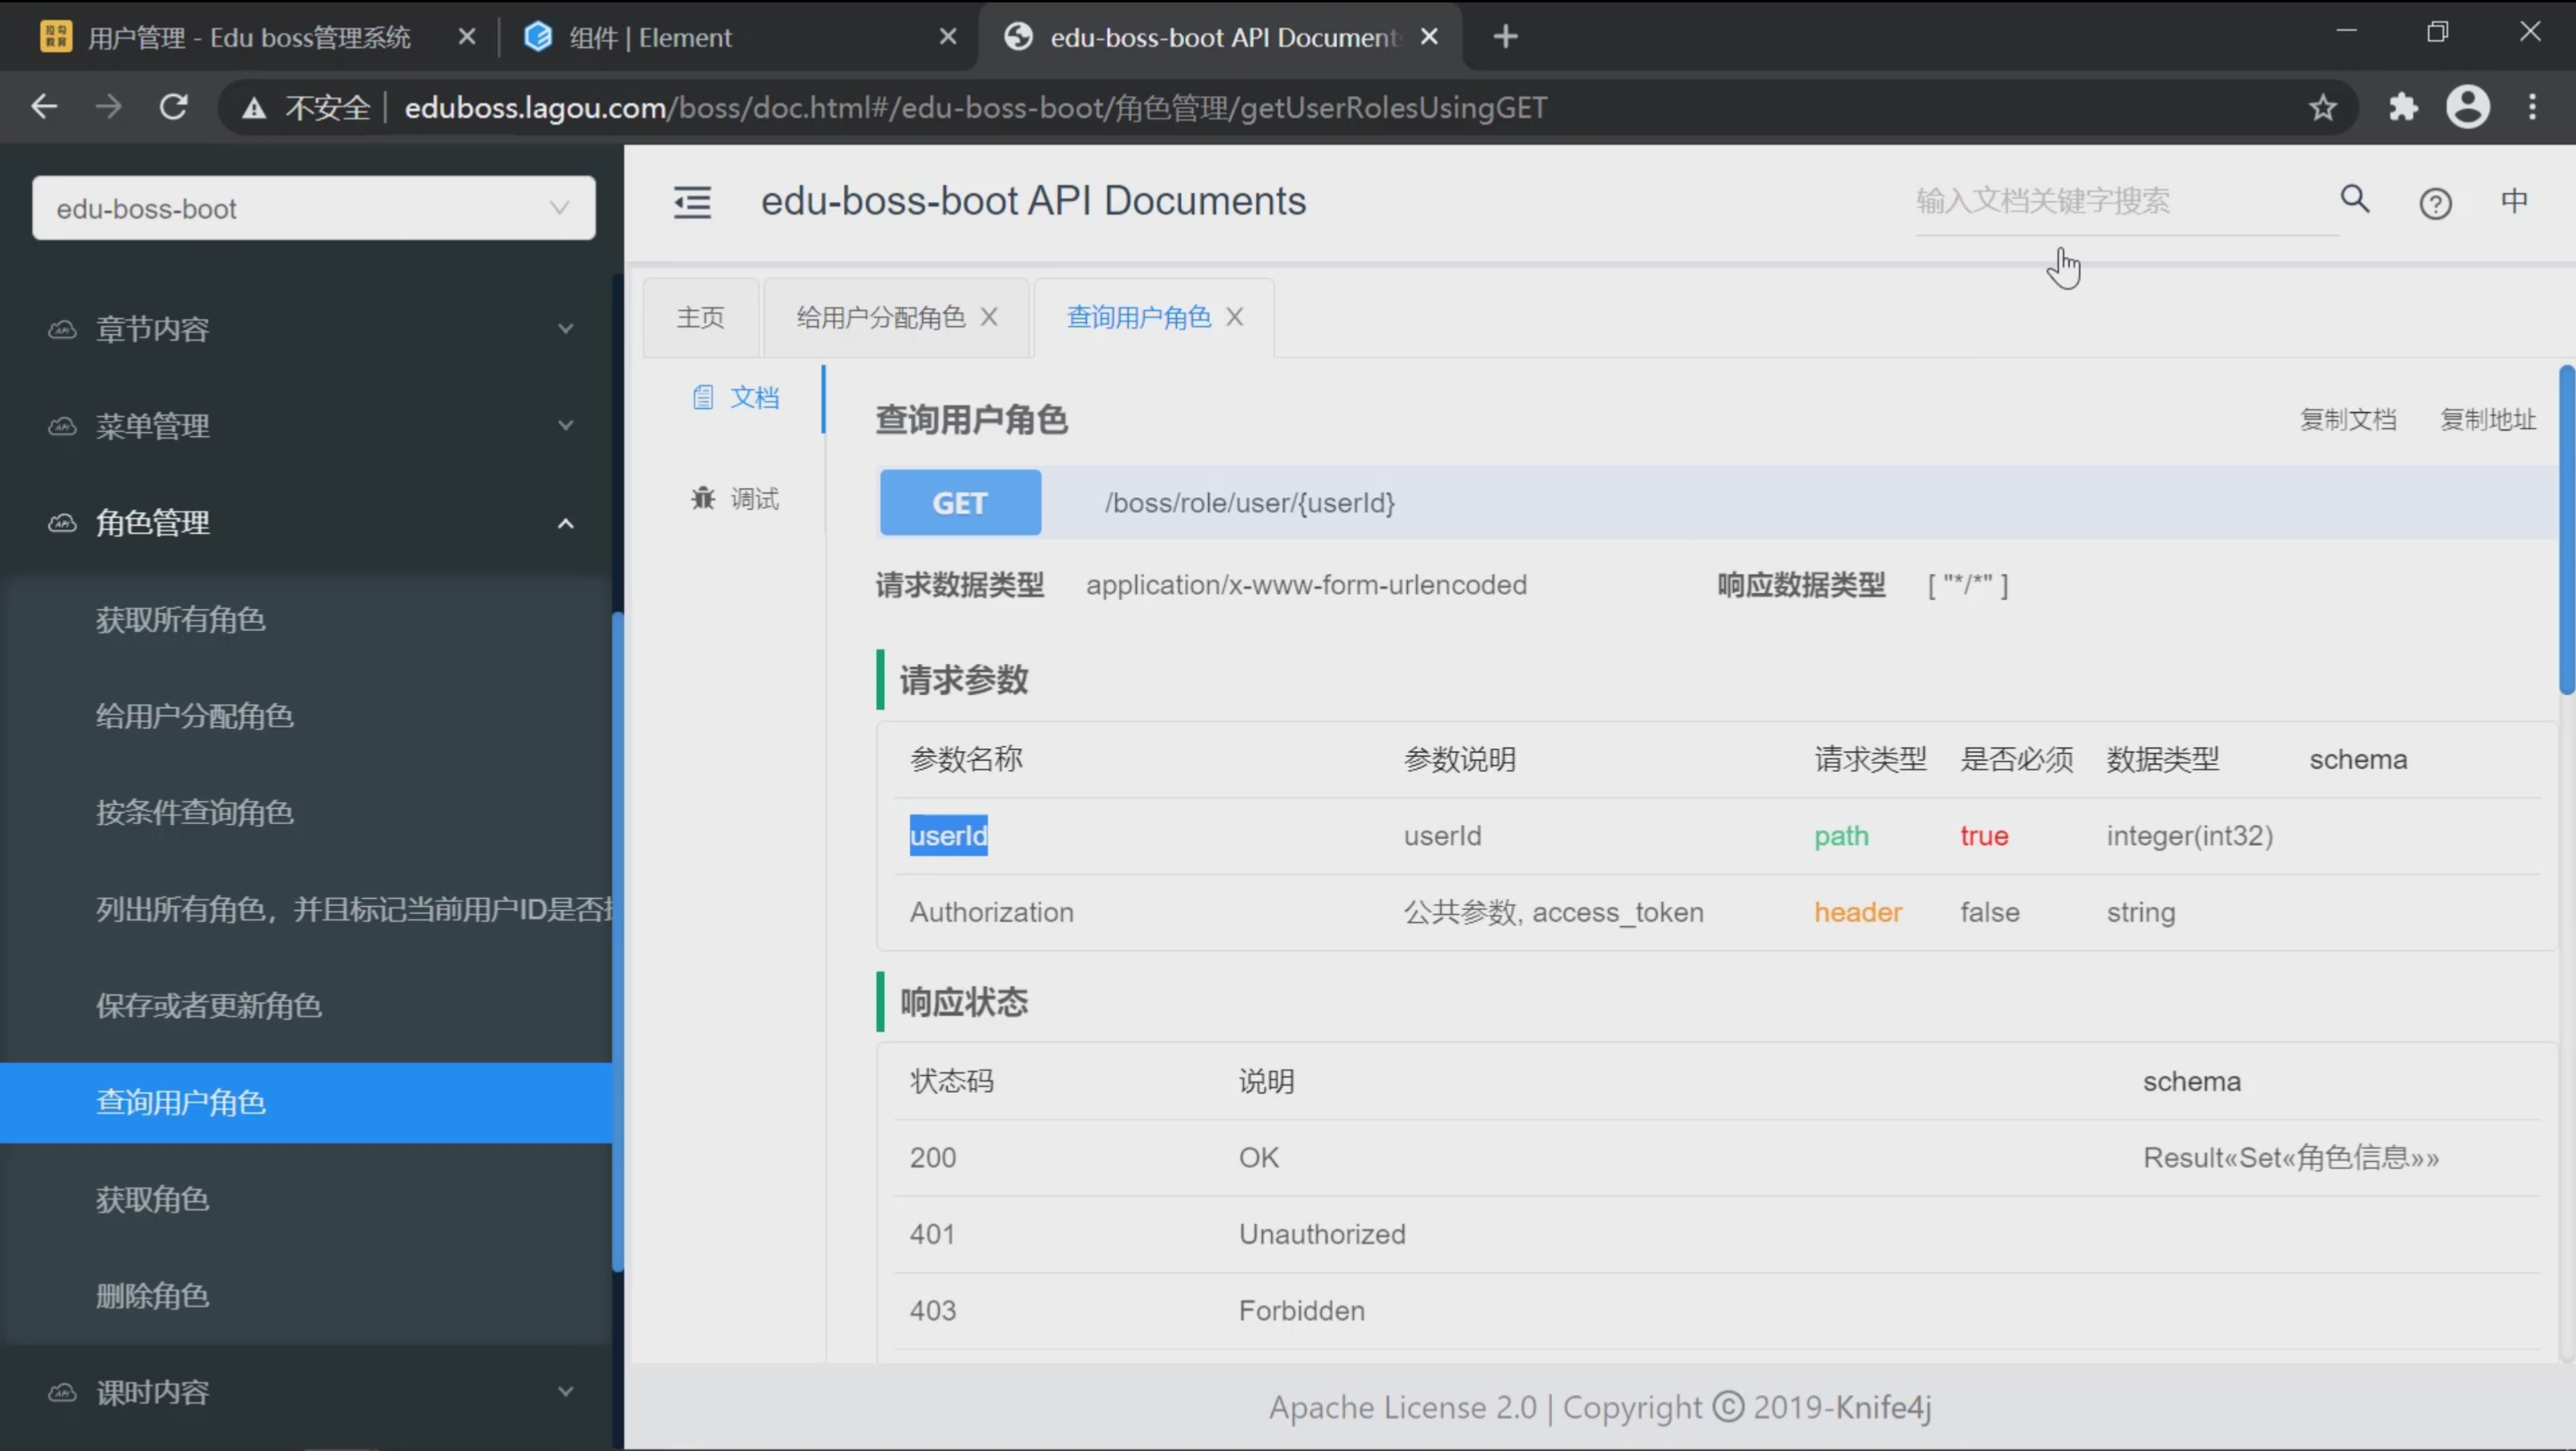 用户管理 - Edu boss管理系统
组件 | Element
edu-boss-boot API Document
不安全
eduboss.lagou.com/boss/doc.html#/edu-boss-boot/角色管理/getUserRolesUsingGET
edu-boss-boot
章节内容
菜单管理
角色管理
获取所有角色
给用户分配角色
按条件查询角色
列出所有角色，并且标记当前用户ID是否
保存或者更新角色
查询用户角色
获取角色
删除角色
课时内容
edu-boss-boot API Documents
输入文档关键字搜索
中
主页
给用户分配角色
查询用户角色
文档
调试
查询用户角色
复制文档 复制地址
GET /boss/role/user/{userId}
请求数据类型 application/x-www-form-urlencoded 响应数据类型 [ "*/*" ]
请求参数
参数名称 参数说明 请求类型 是否必须 数据类型 schema
userId userId path true integer(int32)
Authorization 公共参数, access_token header false string
响应状态
状态码 说明 schema
200 OK Result«Set«角色信息»»
401 Unauthorized
403 Forbidden
Apache License 2.0 | Copyright © 2019-Knife4j